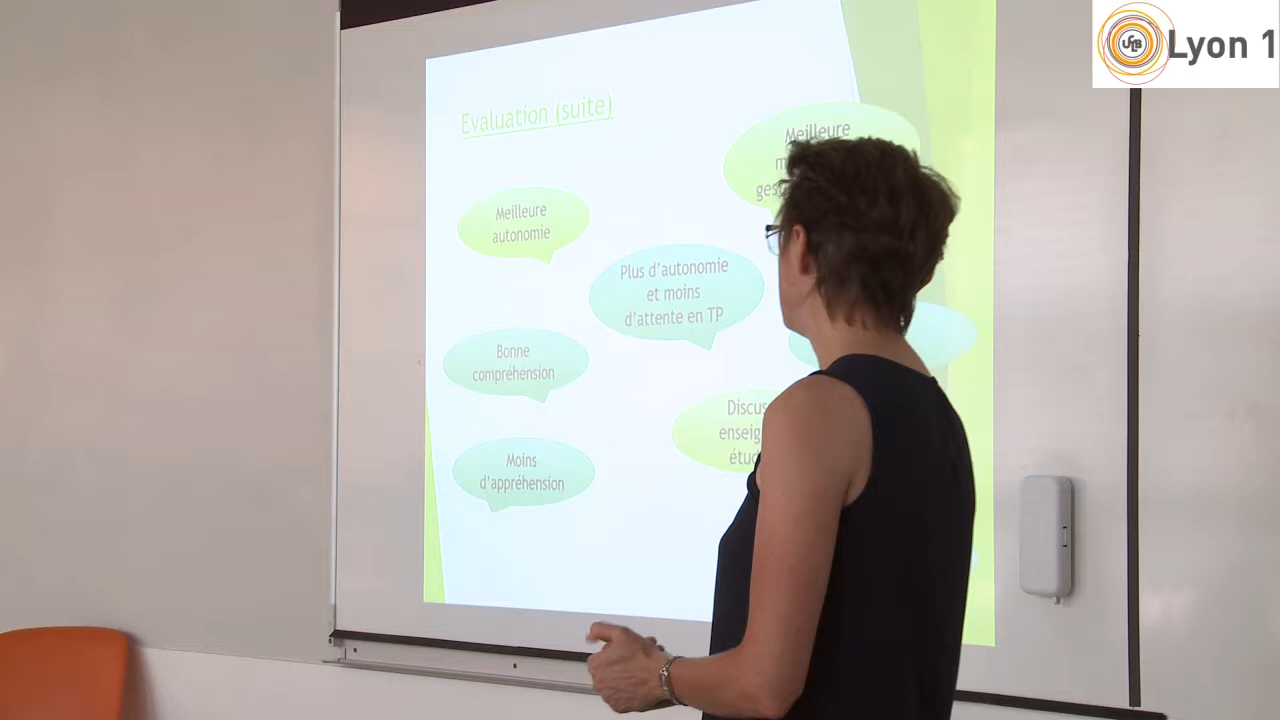 Lyon 1
Evaluation (suite)
Meilleure
Meilleure
autonomie
Plus d'autonomie
et moins
d'attente en TP
Bonne
compréhension
Moins
d'appréhension